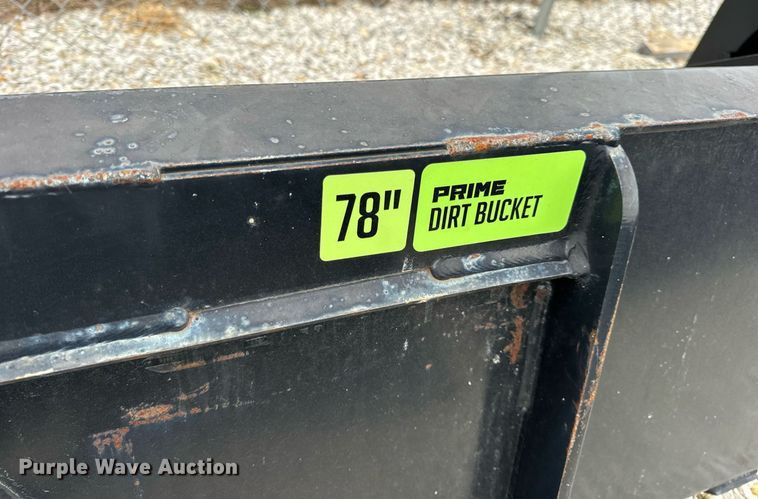 78"
PRIME
DIRT BUCKET
Purple Wave Auction